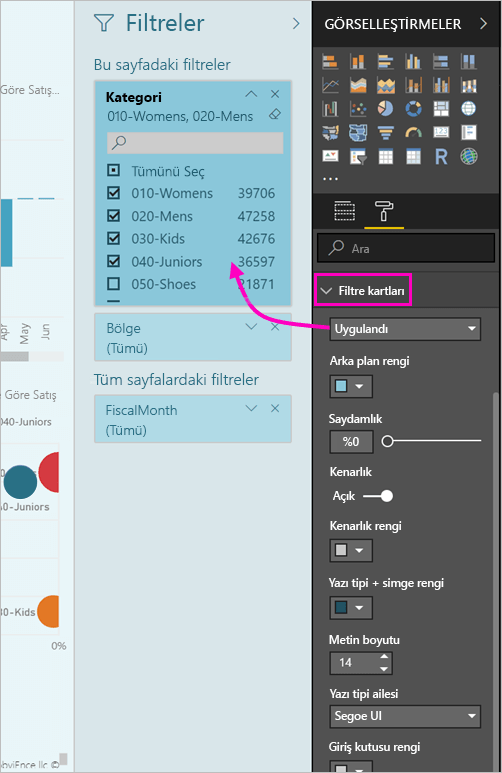 Göre Satış...
Apr
May
Jun
Göre Satış
040-Juniors
0-Juniors
30-Kids
0%
obviEnce llc ©
Filtreler
Bu sayfadaki filtreler
Kategori
010-Womens, 020-Mens
Tümünü Seç
010-Womens 39706
020-Mens 47258
030-Kids 42676
040-Juniors 36597
050-Shoes 21871
Bölge
(Tümü)
Tüm sayfalardaki filtreler
FiscalMonth
(Tümü)
GÖRSELLEŞTİRMELER
R
...
Ara
Filtre kartları
Uygulandı
Arka plan rengi
Saydamlık
%0
Kenarlık
Açık
Kenarlık rengi
Yazı tipi + simge rengi
Metin boyutu
14
Yazı tipi ailesi
Segoe UI
Giriş kutusu rengi